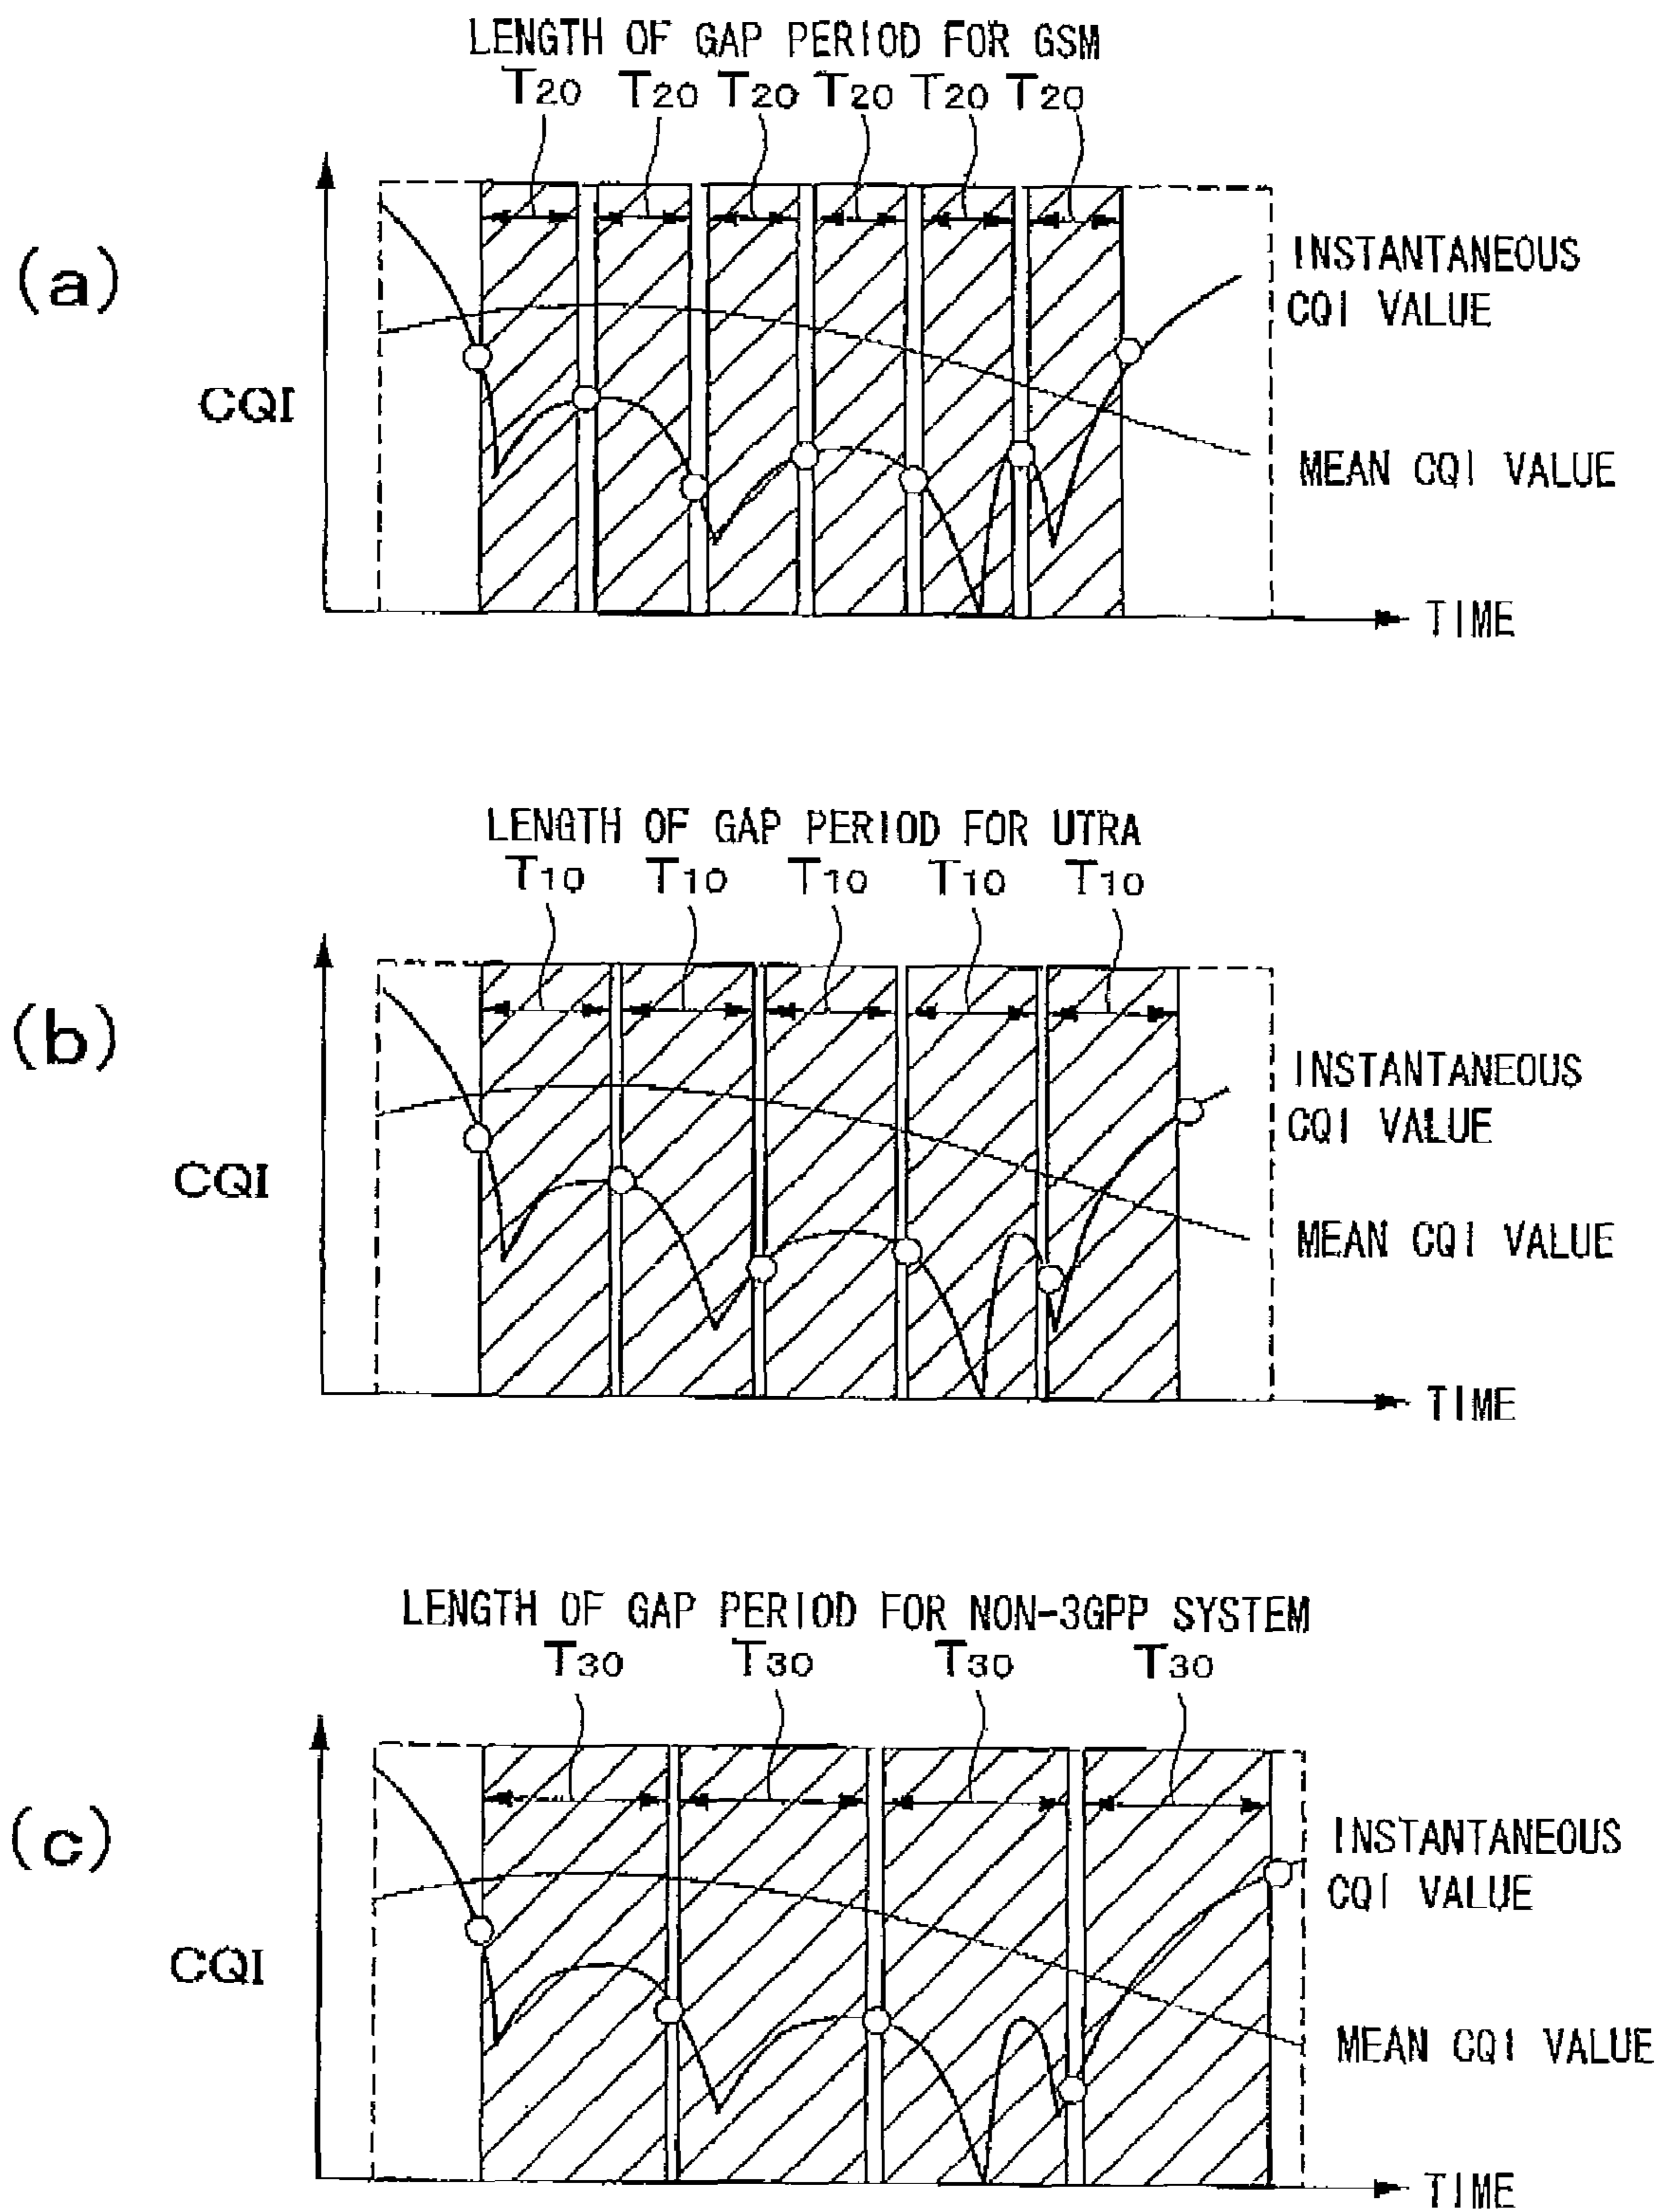 LENGTH OF GAP PERIOD FOR GSM
T20 T20 T20 T20 T20 T20
(a)
INSTANTANEOUS
CQI VALUE
CQI
MEAN CQI VALUE
TIME
LENGTH OF GAP PERIOD FOR UTRA
T10 T10 T10 T10 T10
(b)
INSTANTANEOUS
CQI VALUE
CQI
MEAN CQI VALUE
TIME
LENGTH OF GAP PERIOD FOR NON-3GPP SYSTEM
T30 T30 T30 T30
(c)
INSTANTANEOUS
CQI VALUE
CQI
MEAN CQI VALUE
TIME